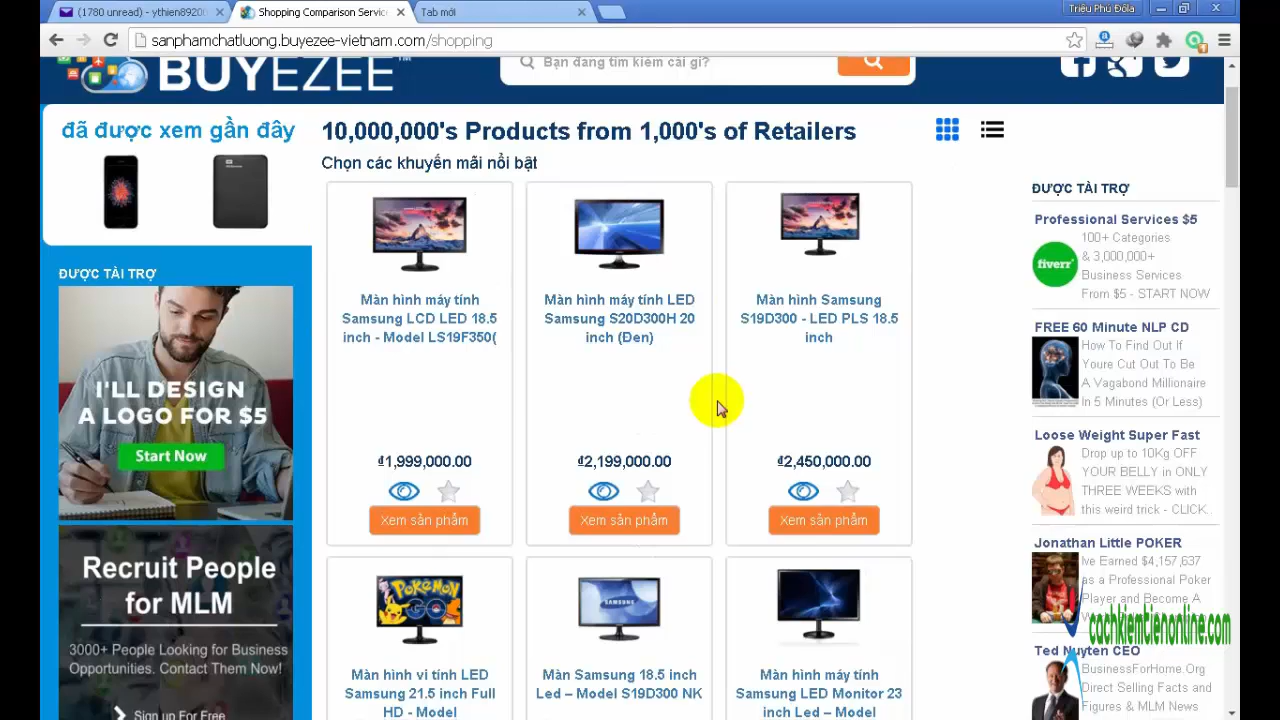 (1780 unread) - ythien8920
Shopping Comparison Servic
Tab mới
Triệu Phú Đôla
sanphamchatluong.buyezee-vietnam.com/shopping
BUYEZEE™
Bạn đang tìm kiếm cái gì?
đã được xem gần đây
10,000,000's Products from 1,000's of Retailers
Chọn các khuyến mãi nổi bật
ĐƯỢC TÀI TRỢ
I'LL DESIGN
A LOGO FOR $5
Start Now
Recruit People
for MLM
3000+ People Looking for Business
Opportunities. Contact Them Now!
Sign up For Free
Màn hình máy tính
Samsung LCD LED 18.5
inch - Model LS19F350(
₫1,999,000.00
Xem sản phẩm
Màn hình máy tính LED
Samsung S20D300H 20
inch (Đen)
₫2,199,000.00
Xem sản phẩm
Màn hình Samsung
S19D300 - LED PLS 18.5
inch
₫2,450,000.00
Xem sản phẩm
POKÉMON
GO
Màn hình vi tính LED
Samsung 21.5 inch Full
HD - Model
SAMSUNG
Màn Samsung 18.5 inch
Led – Model S19D300 NK
Màn hình máy tính
Samsung LED Monitor 23
inch Led – Model
ĐƯỢC TÀI TRỢ
Professional Services $5
fiverr
100+ Categories
& 3,000,000+
Business Services
From $5 - START NOW
FREE 60 Minute NLP CD
How To Find Out If
Youre Cut Out To Be
A Vagabond Millionaire
In 5 Minutes (Or Less)
Loose Weight Super Fast
Drop up to 10Kg OFF
YOUR BELLY in ONLY
THREE WEEKS with
this weird trick - CLICK.
Jonathan Little POKER
Ive Earned $4,157,637
as a Professional Poker
Player and Become A
cachkiemtienonline.com
Ted Nuyten CEO
BusinessForHome.Org
Direct Selling Facts and
Figures & MLM News